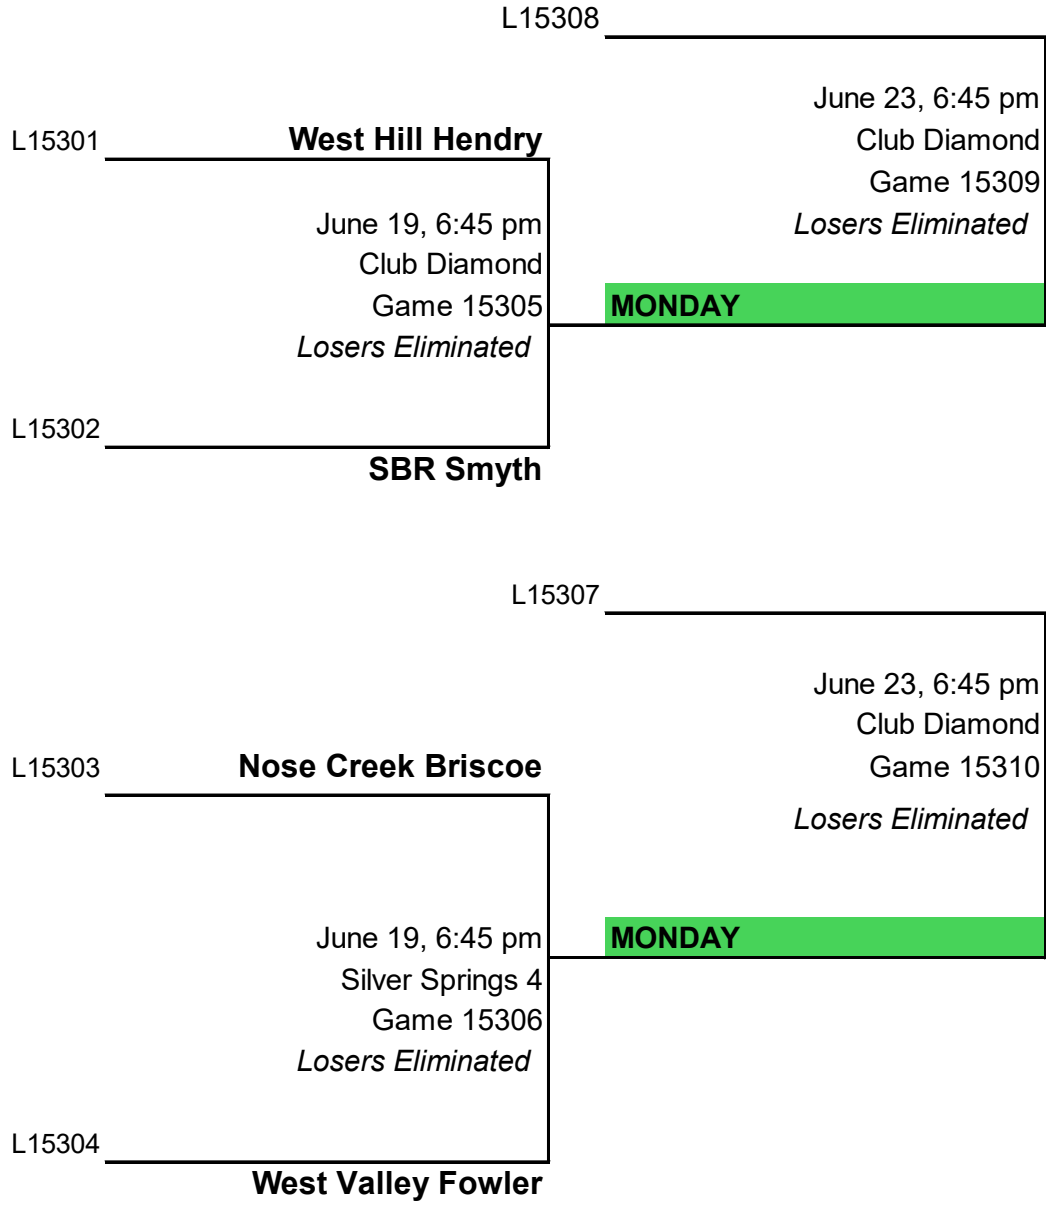 L15308
June 23, 6:45 pm
L15301 West Hill Hendry Club Diamond
Game 15309
June 19, 6:45 pm Losers Eliminated
Club Diamond
Game 15305 MONDAY
Losers Eliminated
L15302
SBR Smyth
L15307
June 23, 6:45 pm
Club Diamond
L15303 Nose Creek Briscoe Game 15310
Losers Eliminated
June 19, 6:45 pm MONDAY
Silver Springs 4
Game 15306
Losers Eliminated
L15304
West Valley Fowler